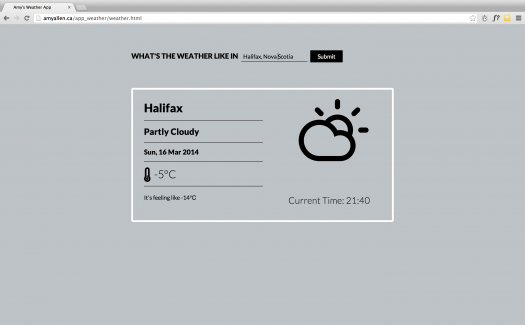 Amy's Weather App
amyallen.ca/app_weather/weather.html
f?
WHAT'S THE WEATHER LIKE IN Halifax, Nova Scotia Submit
Halifax
Partly Cloudy
Sun, 16 Mar 2014
-5°C
It's feeling like -14°C
Current Time: 21:40